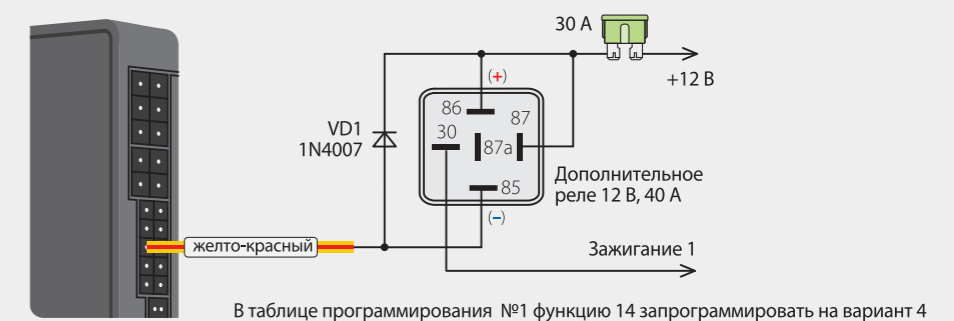 30 А
+12 В
(+)
86
87
30
87a
VD1
1N4007
85
Дополнительное
реле 12 В, 40 А
(–)
желто-красный
Зажигание 1
В таблице программирования №1 функцию 14 запрограммировать на вариант 4